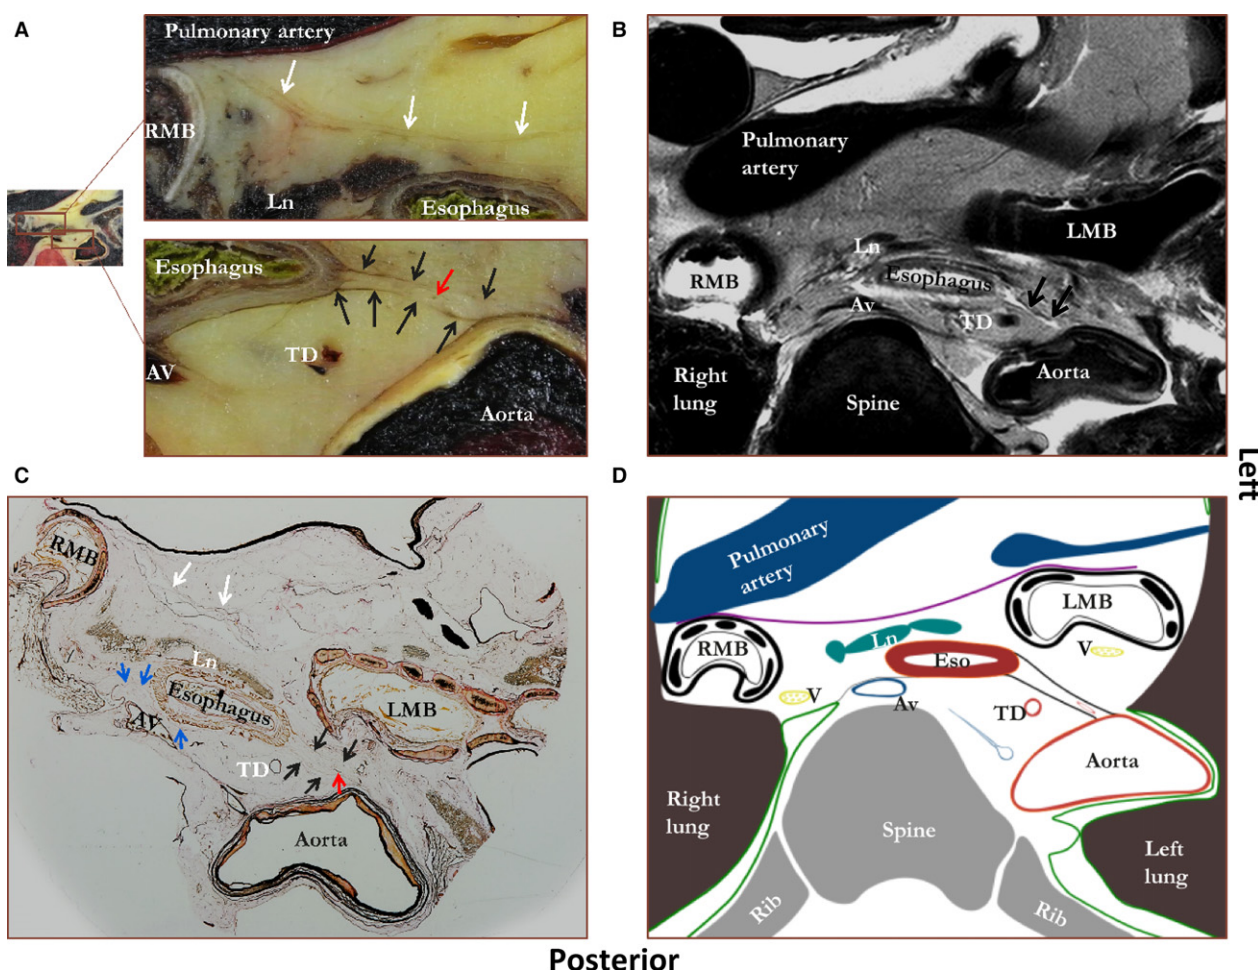 A
Pulmonary artery
RMB
Ln
Esophagus
Esophagus
TD
AV
Aorta
B
Pulmonary
artery
LMB
Ln
RMB
Esophagus
Av
TD
Right
lung
Spine
Aorta
Left
C
RMB
Ln
Esophagus
Av
LMB
TD
Aorta
D
Pulmonary
artery
LMB
RMB
Ln
Eso
V
V
Av
TD
Aorta
Right
lung
Spine
Left
lung
Rib
Rib
Posterior